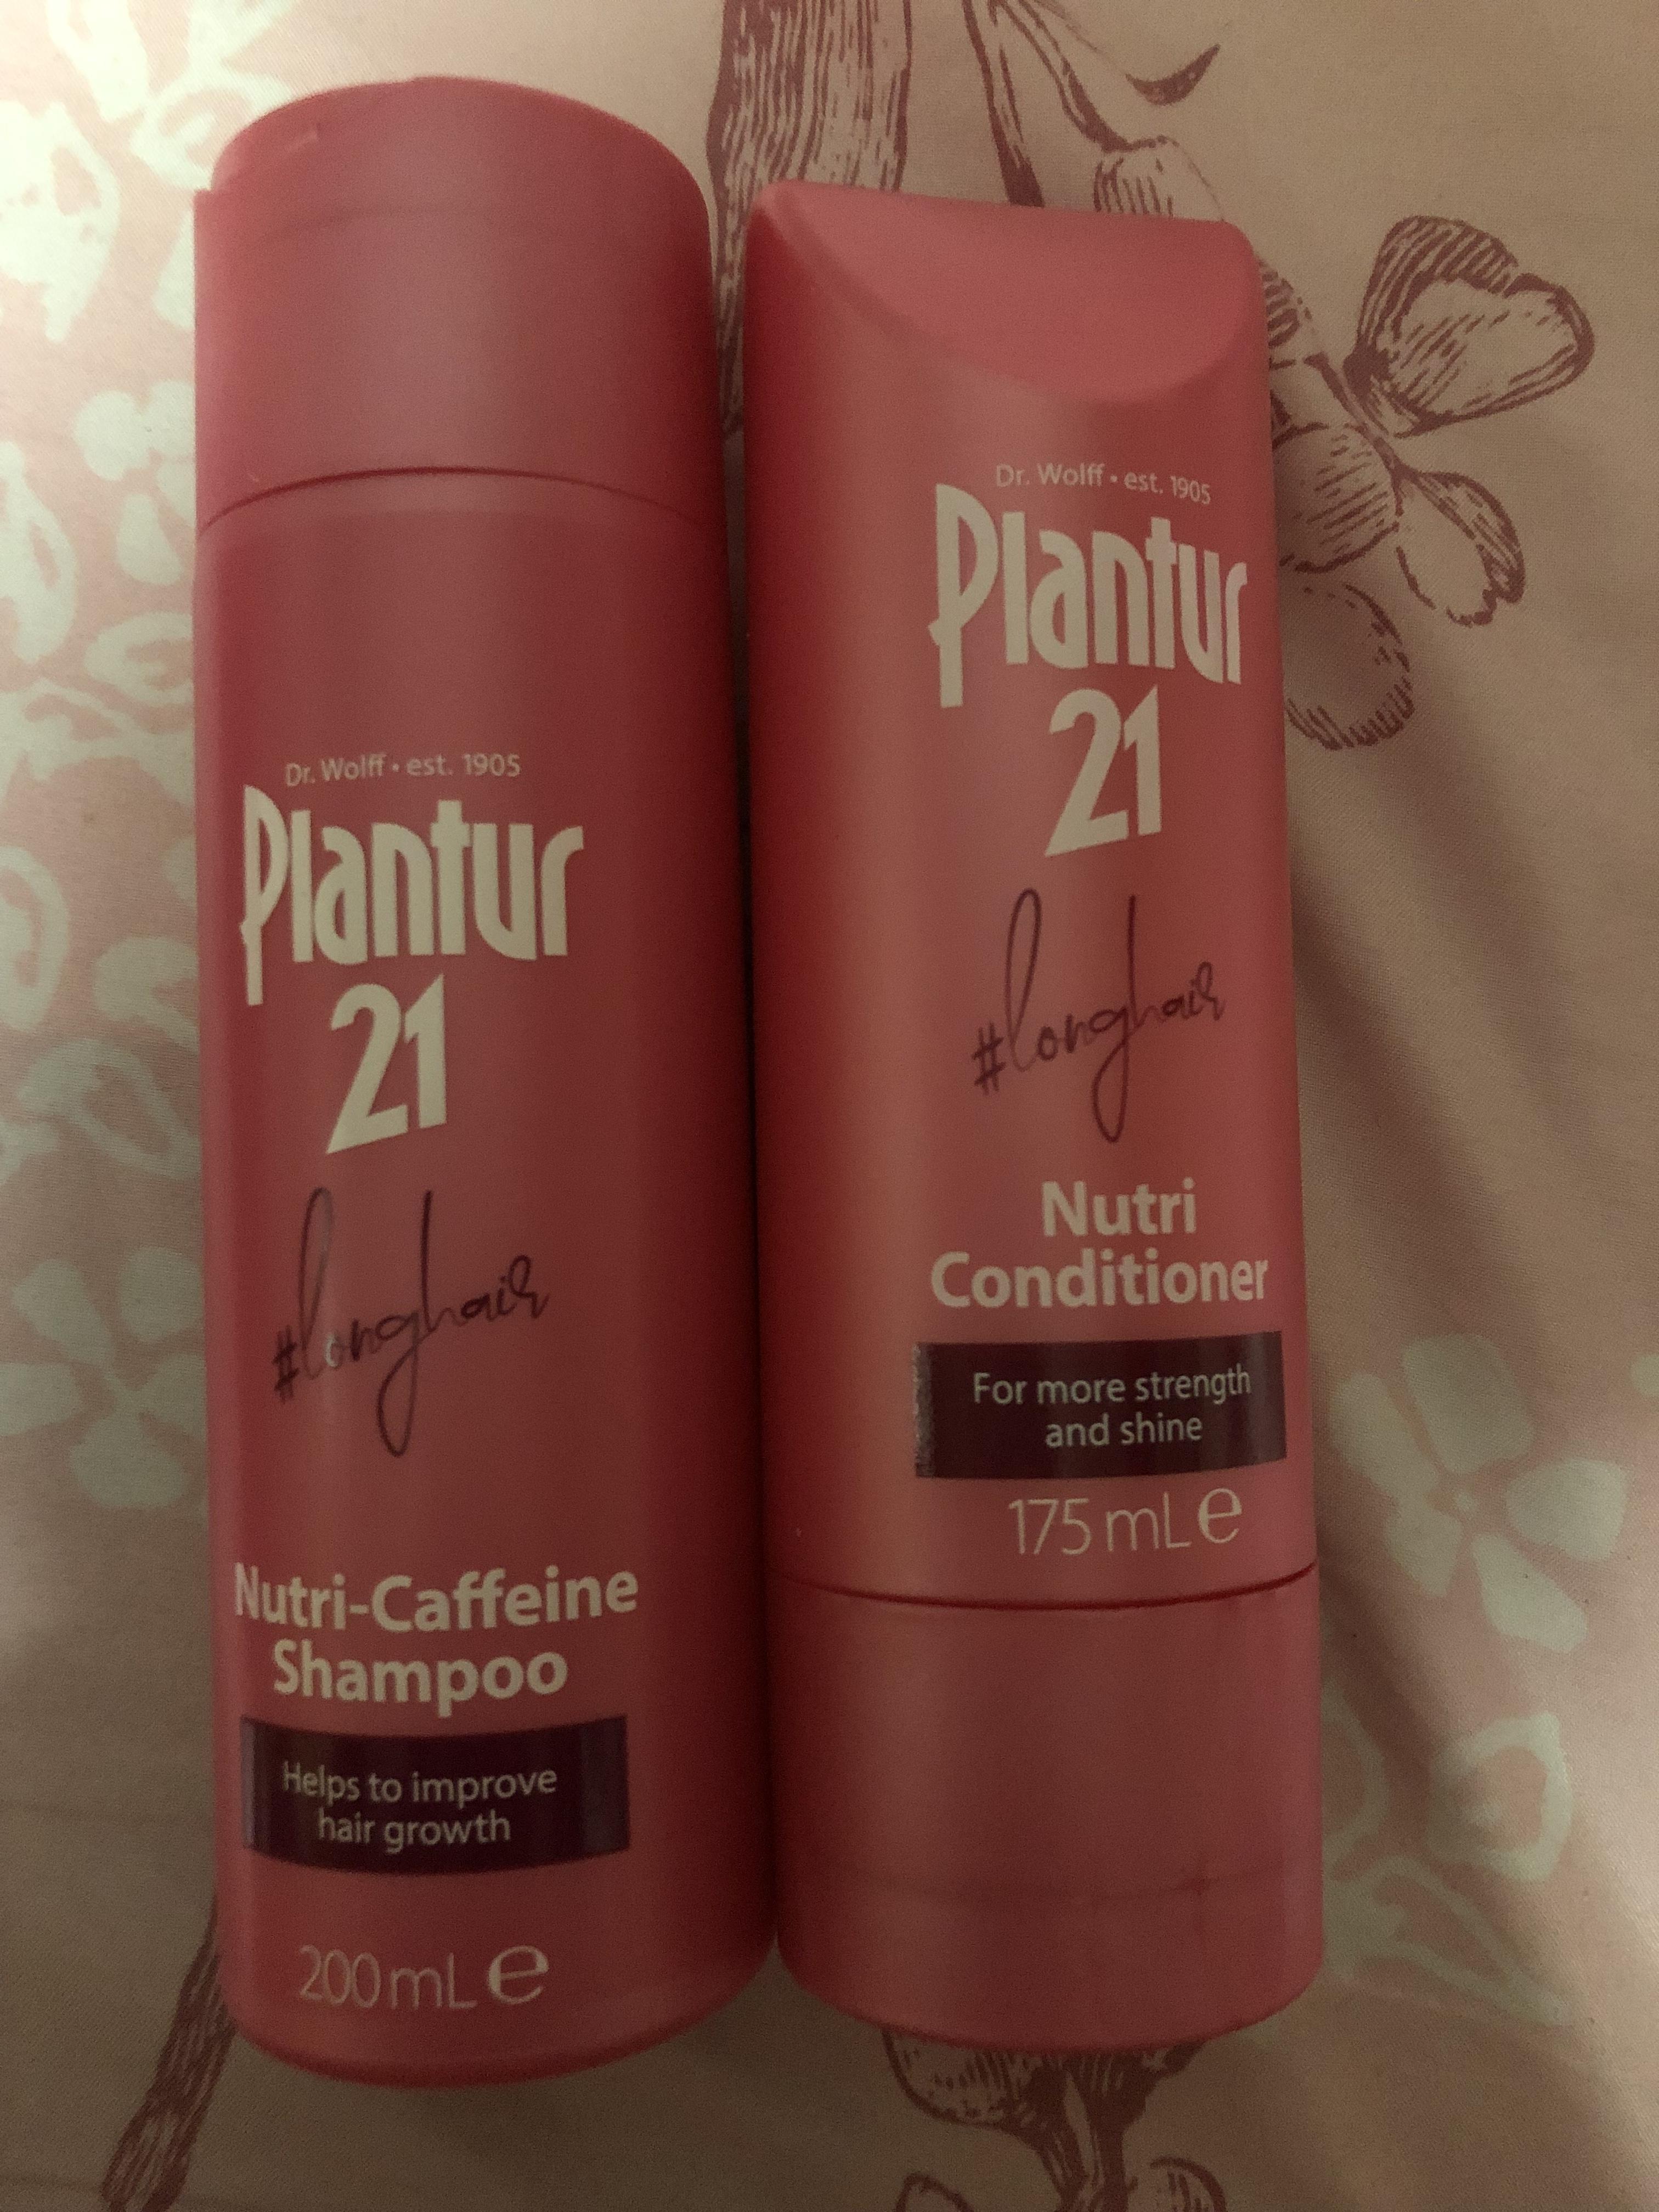 Dr. Wolff • est. 1905
Plantur
21
#longhair
Nutri-Caffeine
Shampoo
Helps to improve
hair growth
200 mL ℮
Dr. Wolff • est. 1905
Plantur
21
#longhair
Nutri
Conditioner
For more strength
and shine
175 mL ℮